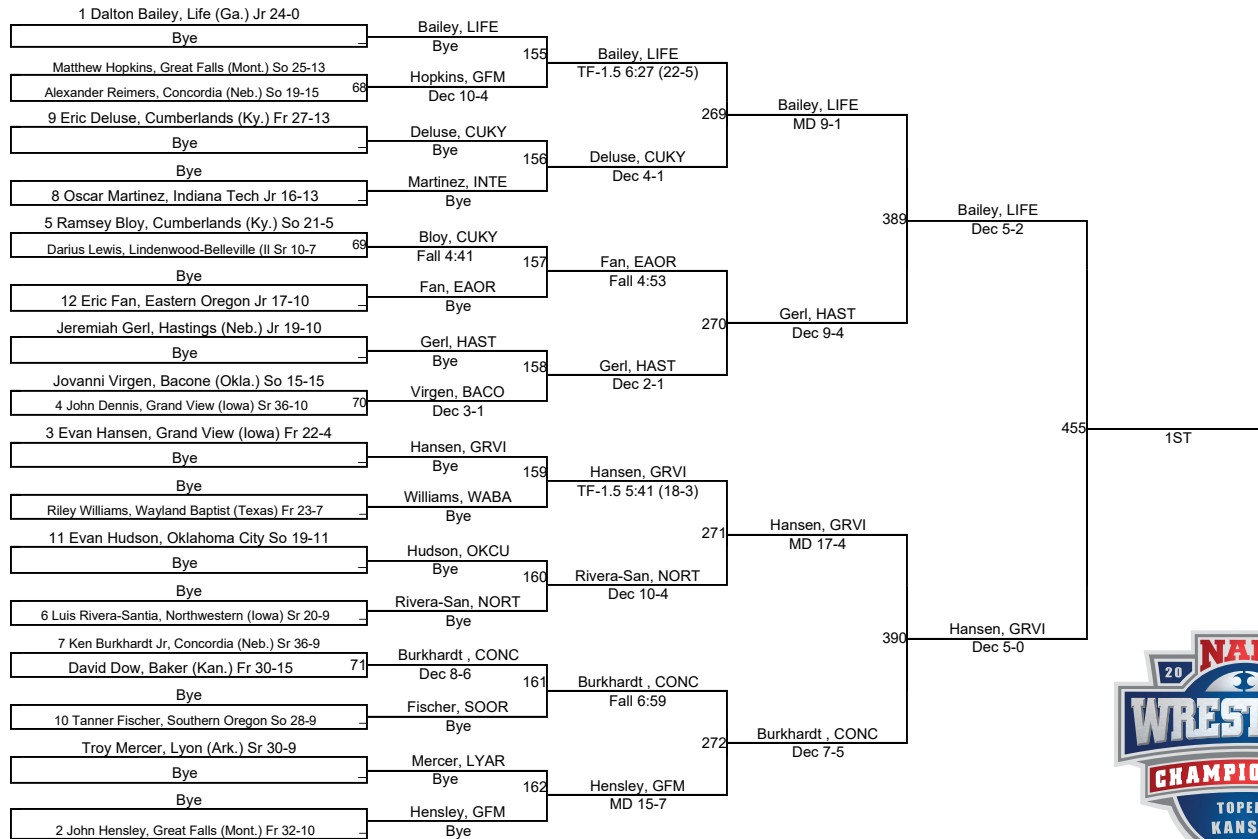 1 Dalton Bailey, Life (Ga.) Jr 24-0
Bye
Matthew Hopkins, Great Falls (Mont.) So 25-13
Alexander Reimers, Concordia (Neb.) So 19-15
68
9 Eric Deluse, Cumberlands (Ky.) Fr 27-13
Bye
Bye
8 Oscar Martinez, Indiana Tech Jr 16-13
5 Ramsey Bloy, Cumberlands (Ky.) So 21-5
Darius Lewis, Lindenwood-Belleville (Il Sr 10-7
69
Bye
12 Eric Fan, Eastern Oregon Jr 17-10
Jeremiah Gerl, Hastings (Neb.) Jr 19-10
Bye
Jovanni Virgen, Bacone (Okla.) So 15-15
4 John Dennis, Grand View (Iowa) Sr 36-10
70
3 Evan Hansen, Grand View (Iowa) Fr 22-4
Bye
Bye
Riley Williams, Wayland Baptist (Texas) Fr 23-7
11 Evan Hudson, Oklahoma City So 19-11
Bye
Bye
6 Luis Rivera-Santia, Northwestern (Iowa) Sr 20-9
7 Ken Burkhardt Jr, Concordia (Neb.) Sr 36-9
David Dow, Baker (Kan.) Fr 30-15
71
Bye
10 Tanner Fischer, Southern Oregon So 28-9
Troy Mercer, Lyon (Ark.) Sr 30-9
Bye
Bye
2 John Hensley, Great Falls (Mont.) Fr 32-10
Bailey, LIFE
Bye
155
Hopkins, GFM
Dec 10-4
Deluse, CUKY
Bye
156
Martinez, INTE
Bye
Bloy, CUKY
Fall 4:41
157
Fan, EAOR
Bye
Gerl, HAST
Bye
158
Virgen, BACO
Dec 3-1
Hansen, GRVI
Bye
159
Williams, WABA
Bye
Hudson, OKCU
Bye
160
Rivera-San, NORT
Bye
Burkhardt , CONC
Dec 8-6
161
Fischer, SOOR
Bye
Mercer, LYAR
Bye
162
Hensley, GFM
Bye
Bailey, LIFE
TF-1.5 6:27 (22-5)
269
Deluse, CUKY
Dec 4-1
Fan, EAOR
Fall 4:53
270
Gerl, HAST
Dec 2-1
Hansen, GRVI
TF-1.5 5:41 (18-3)
271
Rivera-San, NORT
Dec 10-4
Burkhardt , CONC
Fall 6:59
272
Hensley, GFM
MD 15-7
Bailey, LIFE
MD 9-1
389
Gerl, HAST
Dec 9-4
Hansen, GRVI
MD 17-4
390
Burkhardt , CONC
Dec 7-5
Bailey, LIFE
Dec 5-2
455
Hansen, GRVI
Dec 5-0
1ST
20